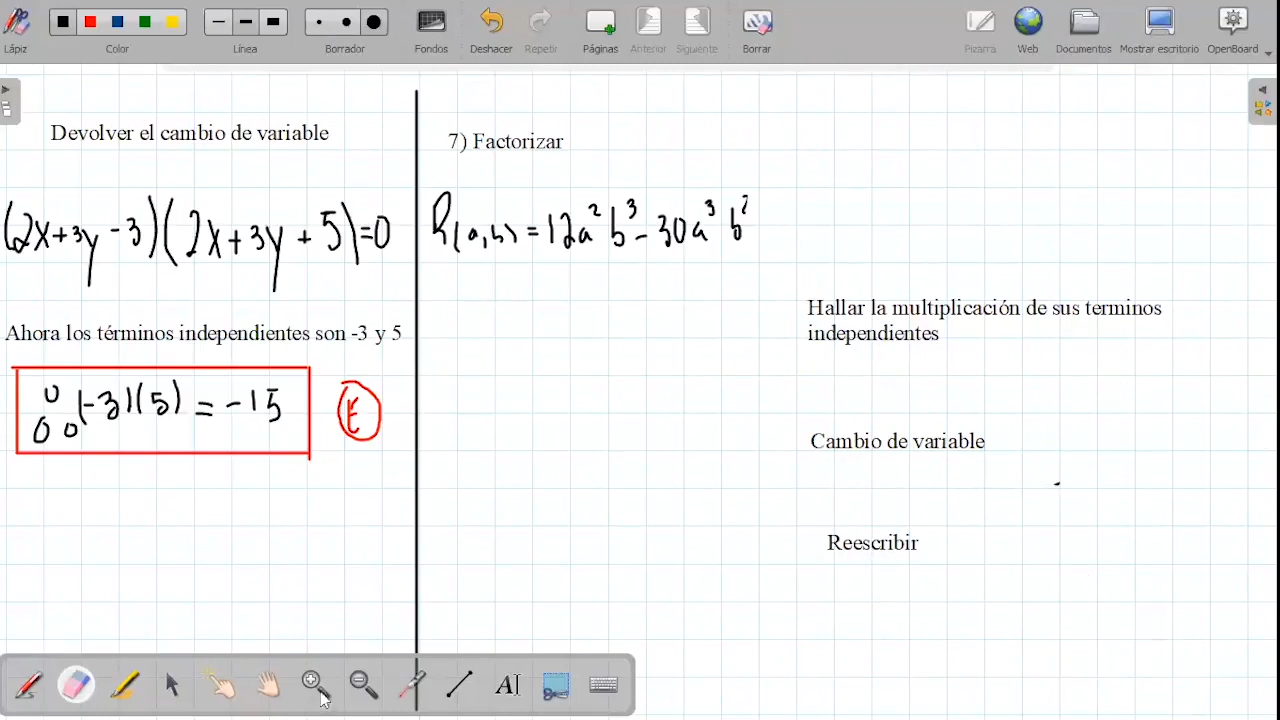 Lápiz
Color
Línea
Borrador
Fondos
Deshacer
Repetir
Páginas
Anterior
Siguiente
Borrar
Pizarra
Web
Documentos
Mostrar escritorio
OpenBoard
Devolver el cambio de variable
(2x+3y-3)(2x+3y+5)=0
Ahora los términos independientes son -3 y 5
(-3)(5) = -15
E
7) Factorizar
R(a,b) = 12a²b³ - 30a³b²
Hallar la multiplicación de sus terminos
independientes
Cambio de variable
Reescribir